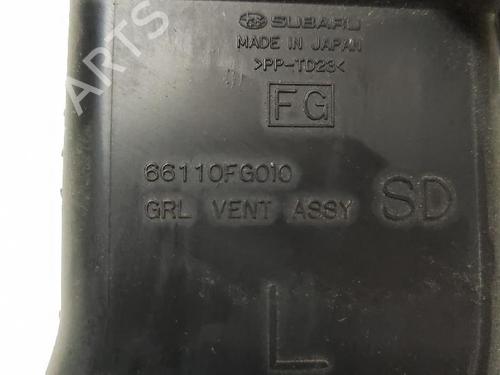 SUBARU
MADE IN JAPAN
>PP-TD23<
FG
66110FG010
GRL VENT ASSY SD
L